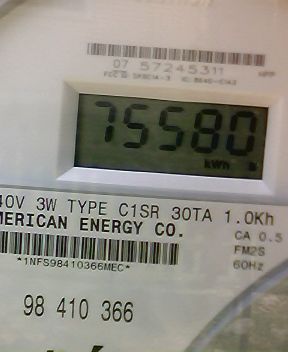 07 57245311
75580
kWh
40V 3W TYPE C1SR 30TA 1.0Kh
MERICAN ENERGY CO.
CA 0.5
FM2S
60Hz
*1NFS98410366MEC*
98 410 366